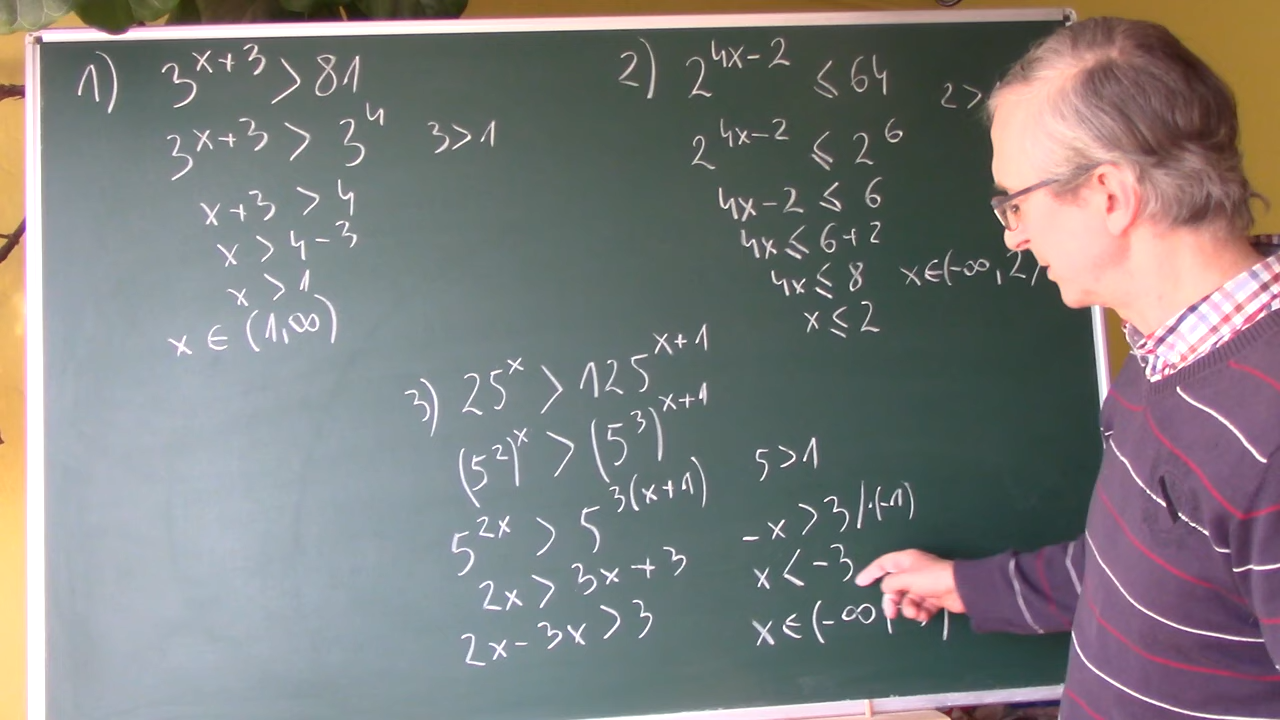 1) 3^{x+3} > 81
3^{x+3} > 3^4   3 > 1
x+3 > 4
x > 4-3
x > 1
x ∈ (1,∞)
2) 2^{4x-2} ≤ 64   2 >
2^{4x-2} ≤ 2^6
4x-2 ≤ 6
4x ≤ 6+2
4x ≤ 8   x∈(-∞, 2
x ≤ 2
3) 25^x > 125^{x+1}
(5^2)^x > (5^3)^{x+1}
5 > 1
5^{2x} > 5^{3(x+1)}
2x > 3x+3
2x-3x > 3
-x > 3 /·(-1)
x < -3
x ∈ (-∞,